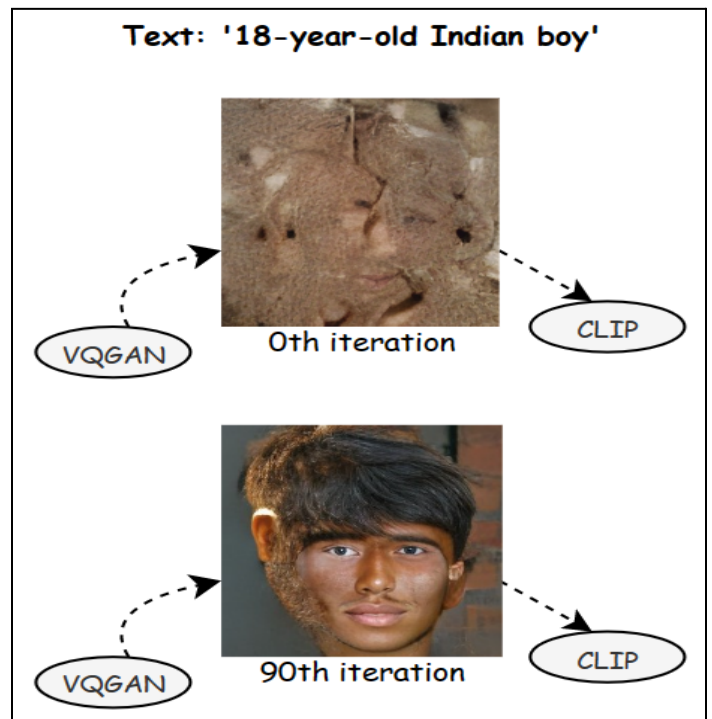 Text: '18-year-old Indian boy'
VQGAN
0th iteration
CLIP
VQGAN
90th iteration
CLIP